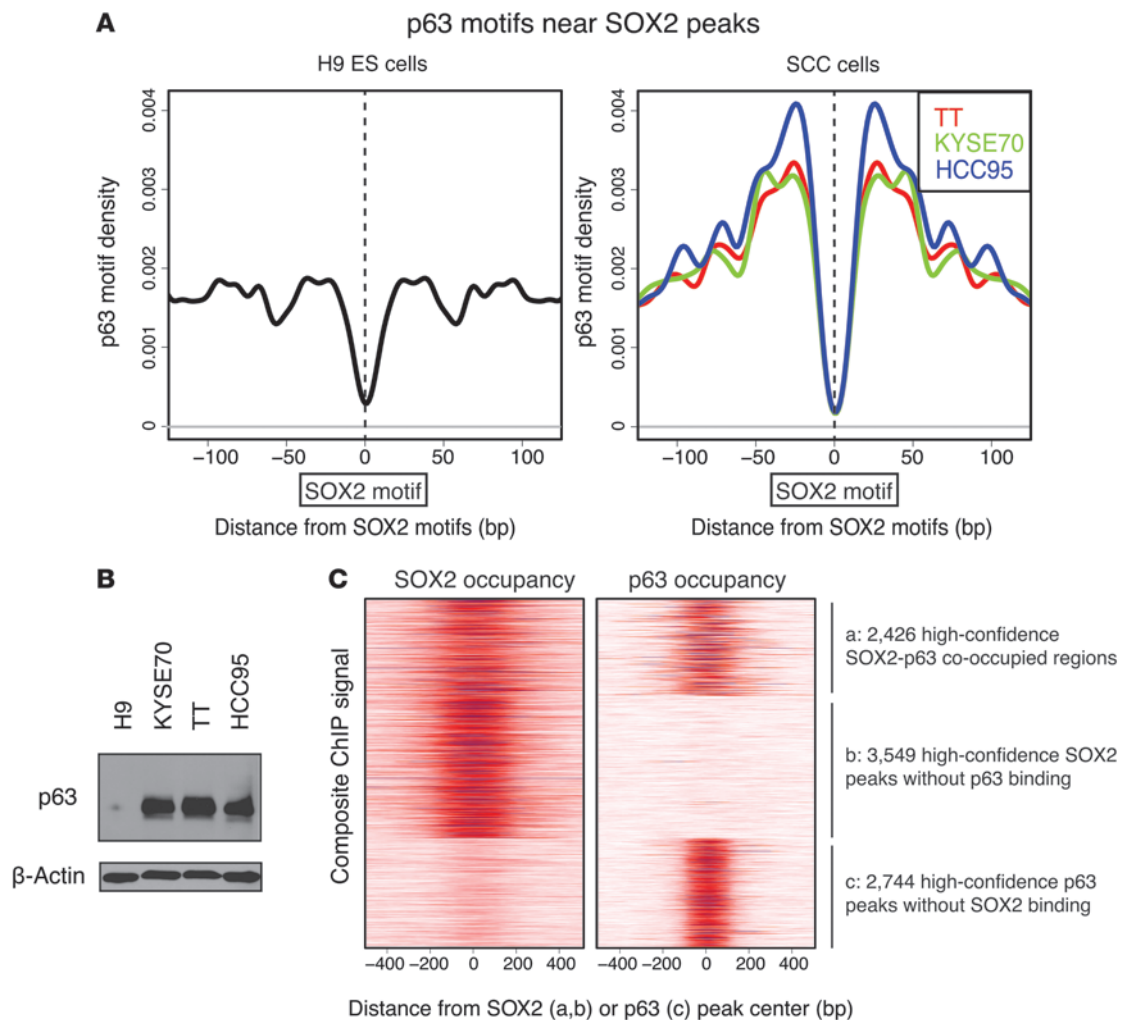 A
p63 motifs near SOX2 peaks
H9 ES cells
p63 motif density
0.004
0.003
0.002
0.001
0
−100
−50
0
50
100
SOX2 motif
Distance from SOX2 motifs (bp)
SCC cells
TT
KYSE70
HCC95
p63 motif density
0.004
0.003
0.002
0.001
0
−100
−50
0
50
100
SOX2 motif
Distance from SOX2 motifs (bp)
B
H9
KYSE70
TT
HCC95
p63
β-Actin
C
SOX2 occupancy
p63 occupancy
Composite ChIP signal
a: 2,426 high-confidence
SOX2-p63 co-occupied regions
b: 3,549 high-confidence SOX2
peaks without p63 binding
c: 2,744 high-confidence p63
peaks without SOX2 binding
−400 −200 0 200 400
−400 −200 0 200 400
Distance from SOX2 (a,b) or p63 (c) peak center (bp)